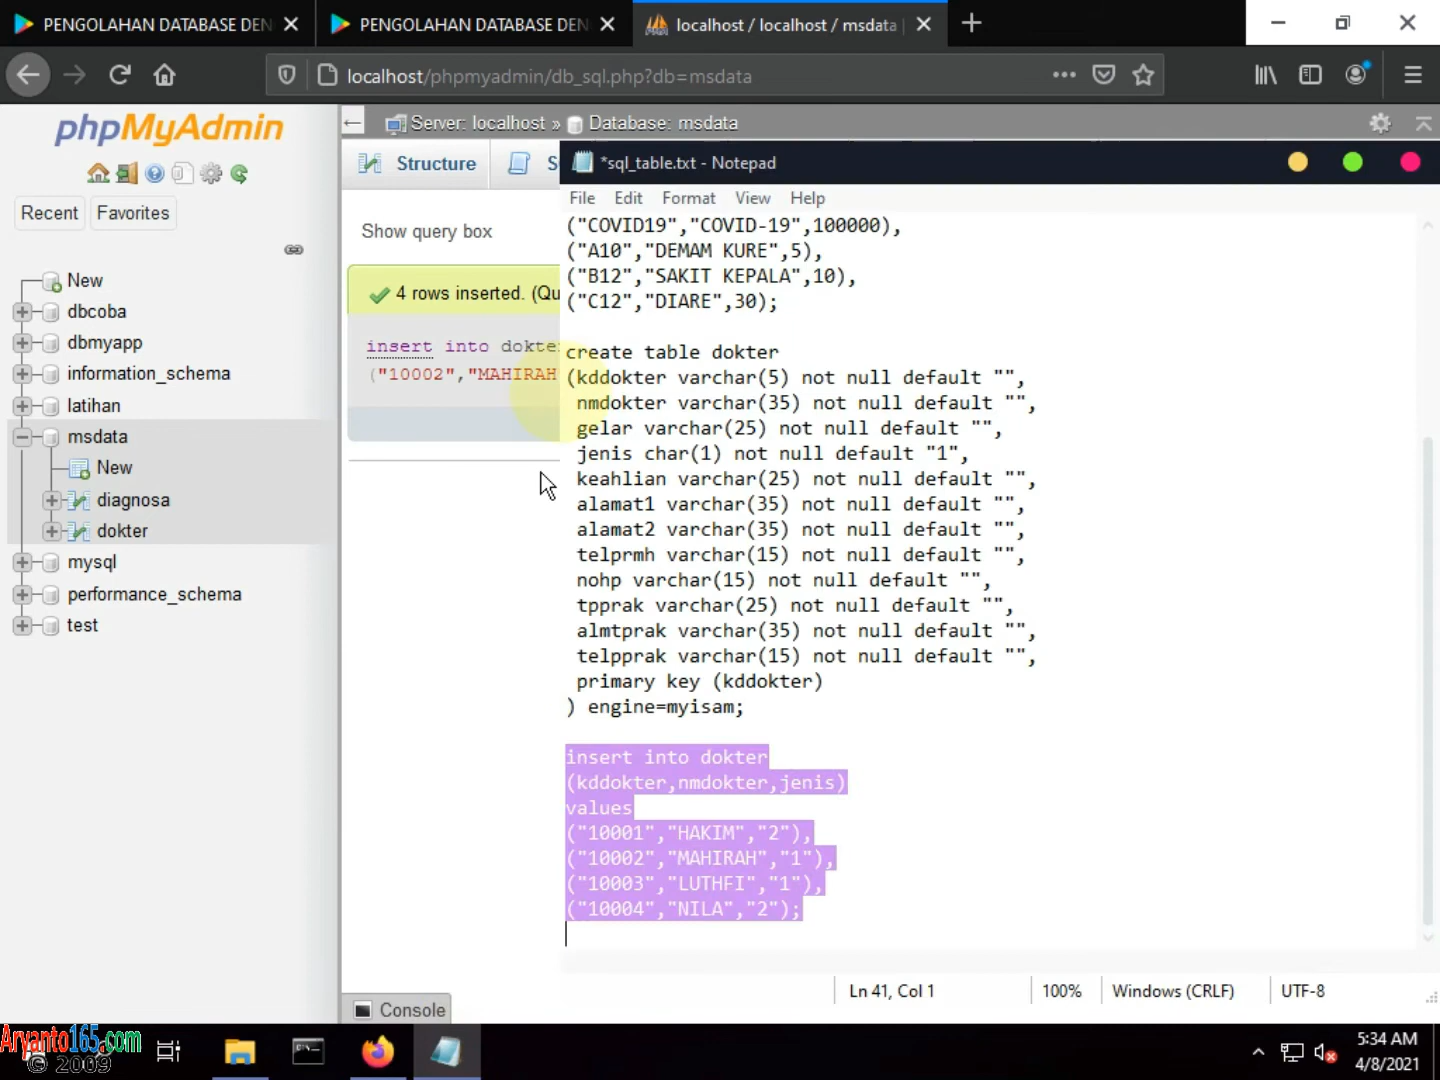 PENGOLAHAN DATABASE DEN
PENGOLAHAN DATABASE DEN
localhost / localhost / msdata |
localhost/phpmyadmin/db_sql.php?db=msdata
phpMyAdmin
Recent
Favorites
New
dbcoba
dbmyapp
information_schema
latihan
msdata
New
diagnosa
dokter
mysql
performance_schema
test
Server: localhost » Database: msdata
Structure
S
Show query box
4 rows inserted. (Qu
insert into dokte
("10002","MAHIRAH
Console
*sql_table.txt - Notepad
File Edit Format View Help
("COVID19","COVID-19",100000),
("A10","DEMAM KURE",5),
("B12","SAKIT KEPALA",10),
("C12","DIARE",30);
create table dokter
(kddokter varchar(5) not null default "",
nmdokter varchar(35) not null default "",
gelar varchar(25) not null default "",
jenis char(1) not null default "1",
keahlian varchar(25) not null default "",
alamat1 varchar(35) not null default "",
alamat2 varchar(35) not null default "",
telprmh varchar(15) not null default "",
nohp varchar(15) not null default "",
tpprak varchar(25) not null default "",
almtprak varchar(35) not null default "",
telpprak varchar(15) not null default "",
primary key (kddokter)
) engine=myisam;
insert into dokter
(kddokter,nmdokter,jenis)
values
("10001","HAKIM","2"),
("10002","MAHIRAH","1"),
("10003","LUTHFI","1"),
("10004","NILA","2");
Ln 41, Col 1
100%
Windows (CRLF)
UTF-8
Aryanto165.com
© 2009
5:34 AM
4/8/2021